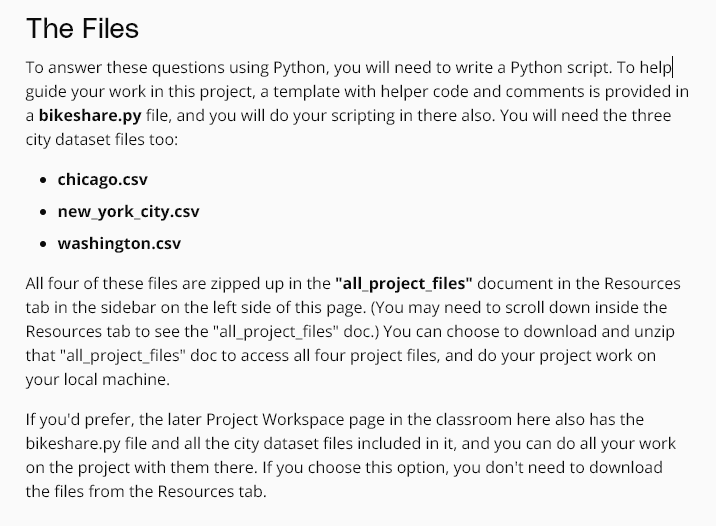 The Files
To answer these questions using Python, you will need to write a Python script. To help
guide your work in this project, a template with helper code and comments is provided in
a bikeshare.py file, and you will do your scripting in there also. You will need the three
city dataset files too:
• chicago.csv
• new_york_city.csv
• washington.csv
All four of these files are zipped up in the "all_project_files" document in the Resources
tab in the sidebar on the left side of this page. (You may need to scroll down inside the
Resources tab to see the "all_project_files" doc.) You can choose to download and unzip
that "all_project_files" doc to access all four project files, and do your project work on
your local machine.
If you'd prefer, the later Project Workspace page in the classroom here also has the
bikeshare.py file and all the city dataset files included in it, and you can do all your work
on the project with them there. If you choose this option, you don't need to download
the files from the Resources tab.